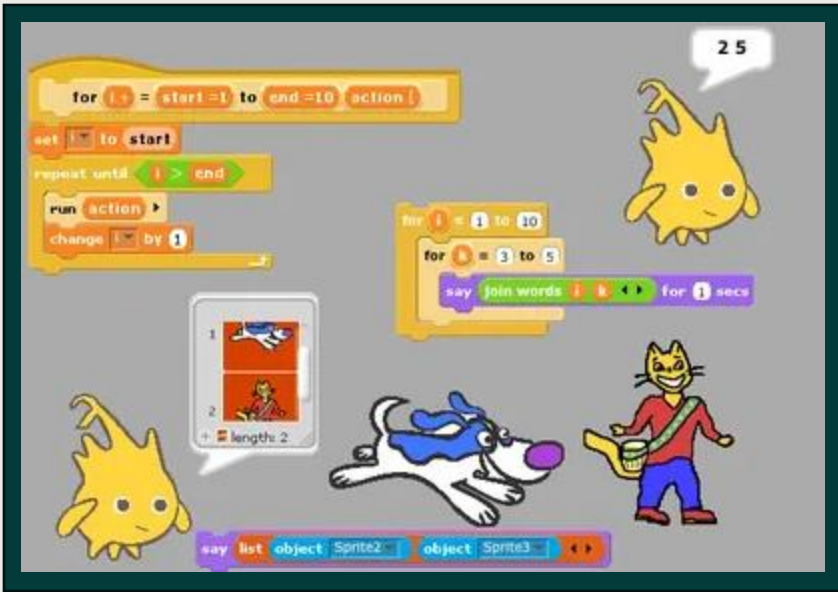 2 5
for i = start =1 to end =10 action
set i to start
repeat until i > end
run action
change i by 1
for i = 1 to 10
for k = 3 to 5
say join words i k for 1 secs
1
2
+ length: 2
say list object Sprite2 object Sprite3